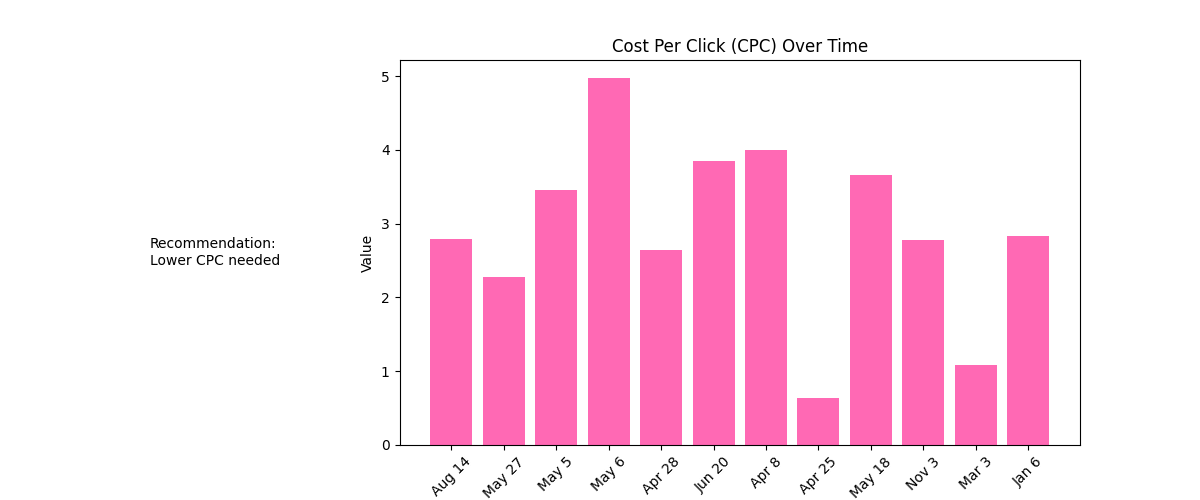 Cost Per Click (CPC) Over Time
Recommendation:
Lower CPC needed
Value
5
4
3
2
1
0
Aug 14
May 27
May 5
May 6
Apr 28
Jun 20
Apr 8
Apr 25
May 18
Nov 3
Mar 3
Jan 6